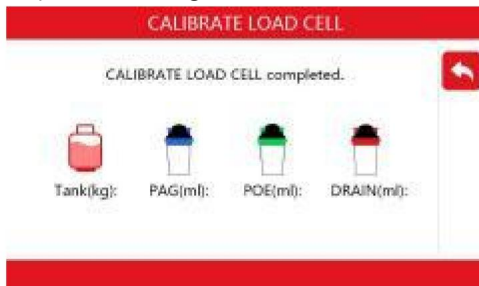 CALIBRATE LOAD CELL
CALIBRATE LOAD CELL completed.
Tank(kg): PAG(ml): POE(ml): DRAIN(ml):